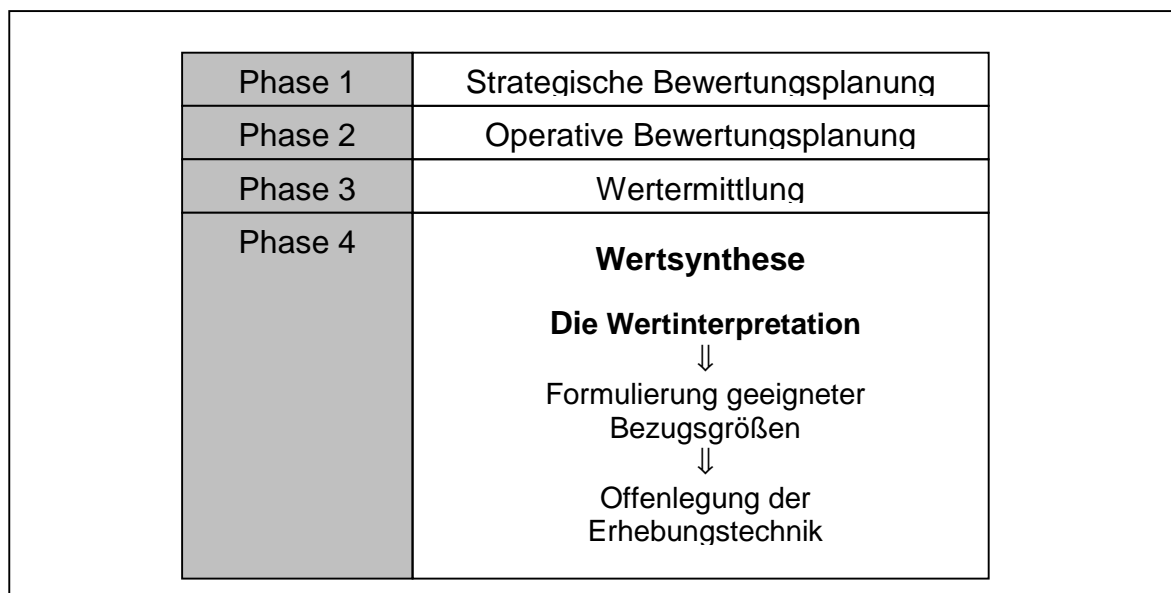 Phase 1 Strategische Bewertungsplanung
Phase 2 Operative Bewertungsplanung
Phase 3 Wertermittlung
Phase 4
Wertsynthese
Die Wertinterpretation
⇓
Formulierung geeigneter
Bezugsgrößen
⇓
Offenlegung der
Erhebungstechnik